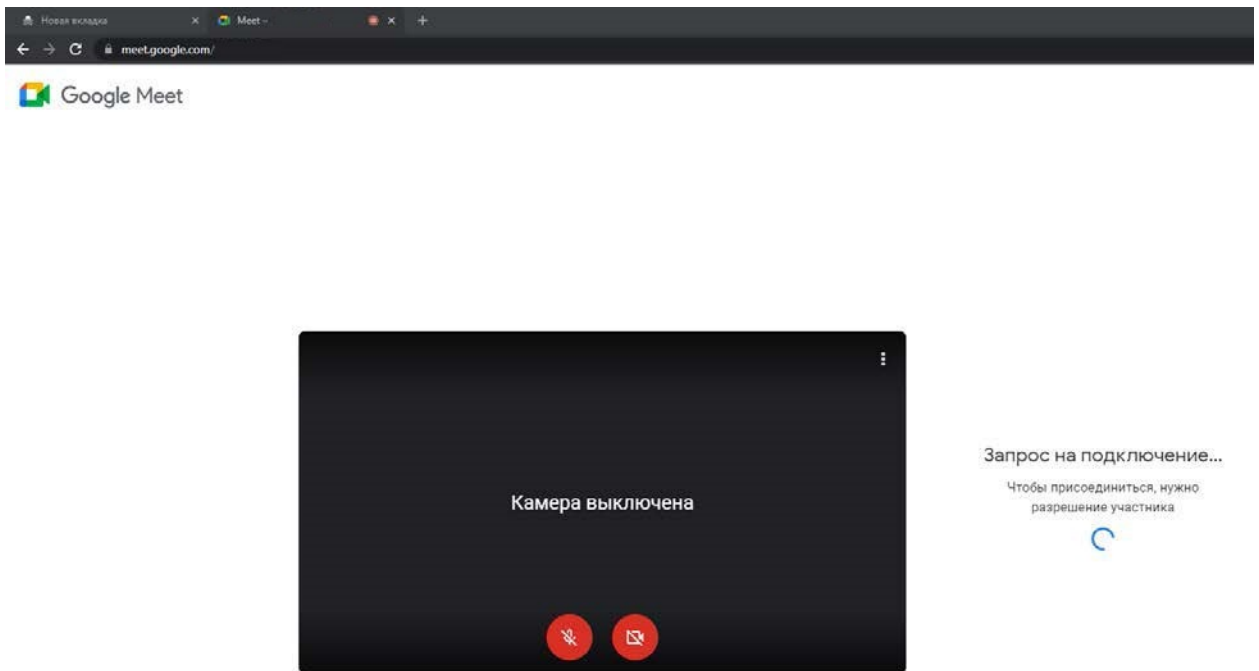 Новая вкладка
Meet –
meet.google.com/
Google Meet
Камера выключена
Запрос на подключение...
Чтобы присоединиться, нужно
разрешение участника